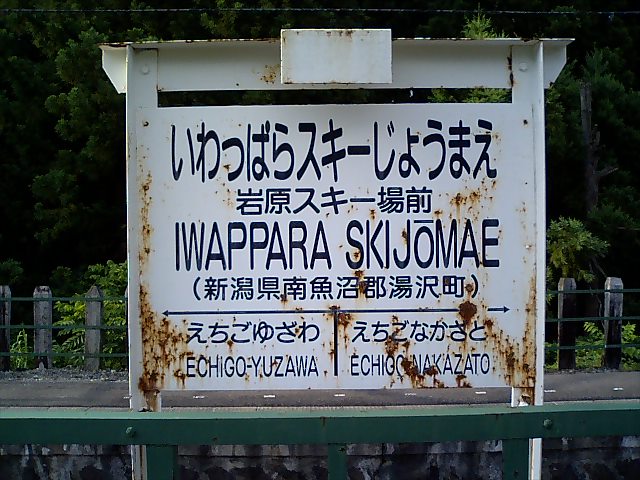 いわっぱらスキーじょうまえ
岩原スキー場前
IWAPPARA SKIJŌMAE
(新潟県南魚沼郡湯沢町)
えちごゆざわ えちごなかざと
ECHIGO-YUZAWA ECHIGO-NAKAZATO